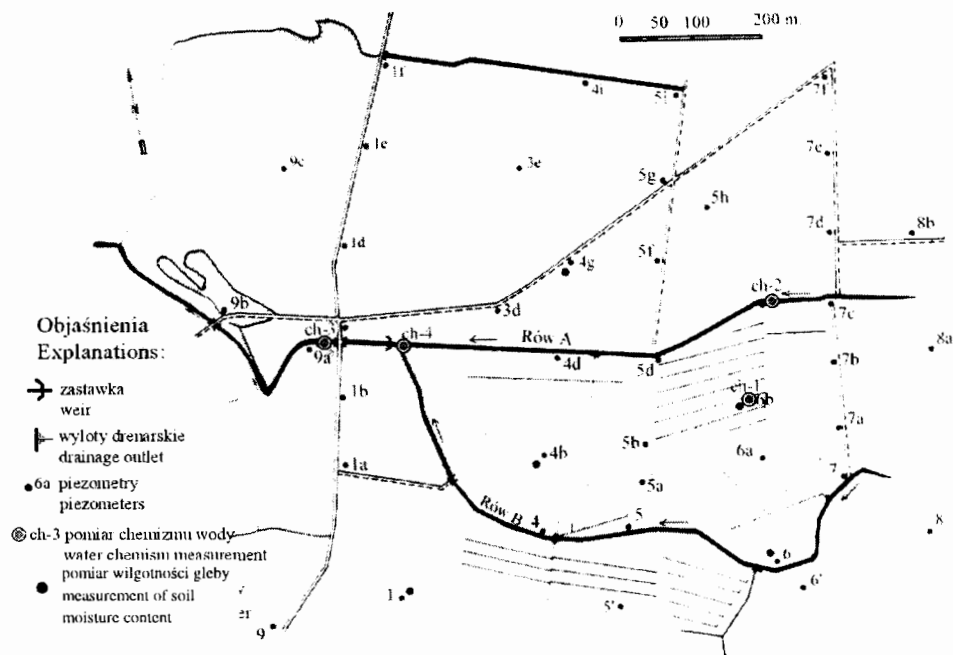 0 50 100 200 m.
1f
4i
5i
7f
1e
9c
3e
7e
5g
5h
1d
7d
8b
4g
5f
ch-2
9b
3d
7c
Objaśnienia
Explanations:
ch-3
ch-4
Rów A
9a
4d
5d
7b
8a
zastawka
weir
1b
ch-1
6b
7a
wyloty drenarskie
drainage outlet
5b
4b
6a
1a
7
6a piezometry
piezometers
5a
Rów B
4
5
8
ch-3 pomiar chemizmu wody
water chemism measurement
6
pomiar wilgotności gleby
measurement of soil
moisture content
6'
1
5'
er
9